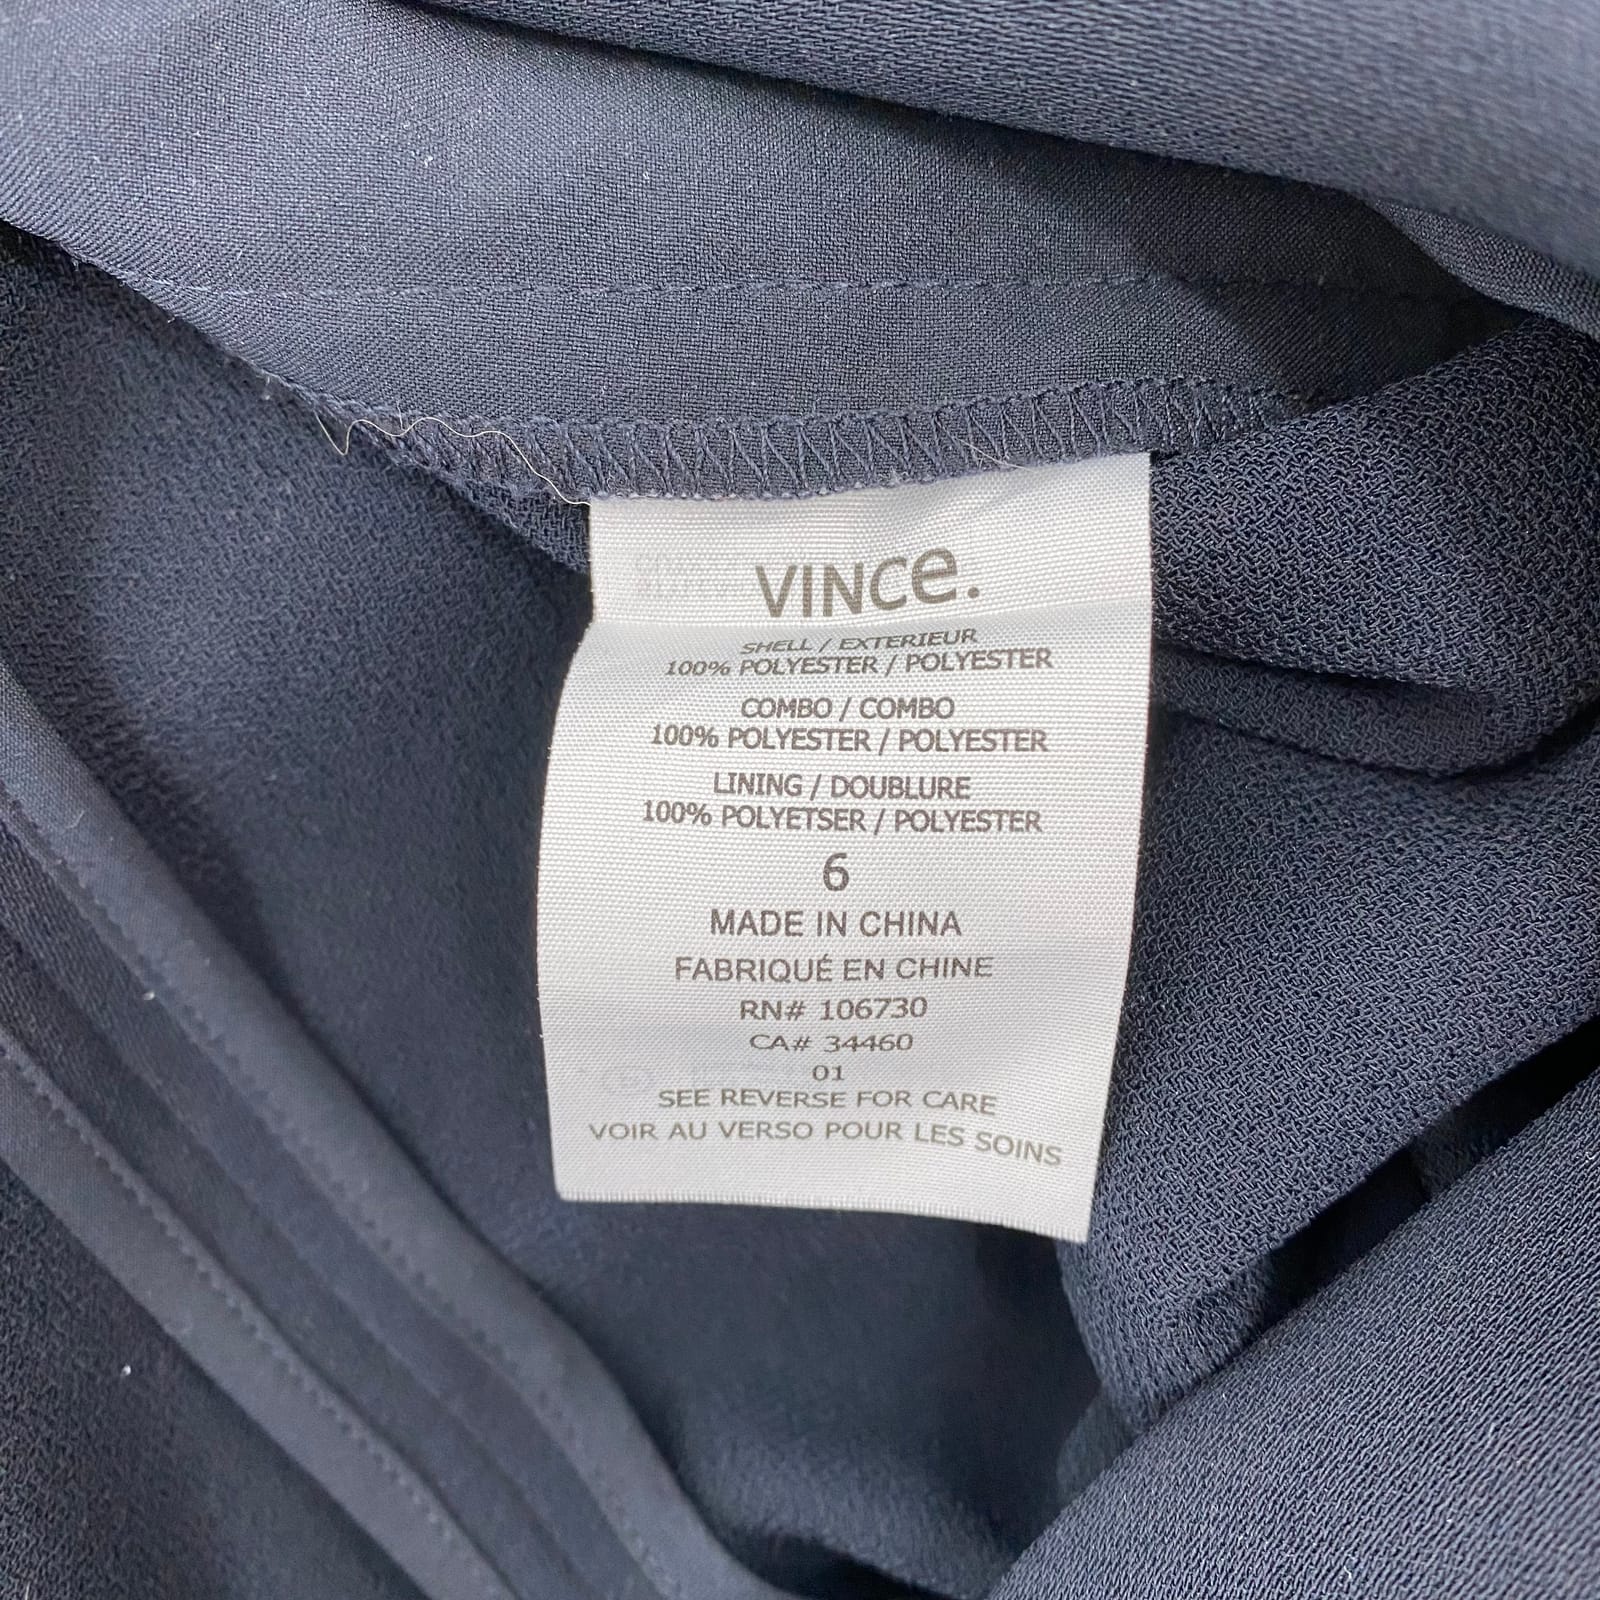 VINCe.
SHELL / EXTERIEUR
100% POLYESTER / POLYESTER
COMBO / COMBO
100% POLYESTER / POLYESTER
LINING / DOUBLURE
100% POLYETSER / POLYESTER
6
MADE IN CHINA
FABRIQUÉ EN CHINE
RN# 106730
CA# 34460
01
SEE REVERSE FOR CARE
VOIR AU VERSO POUR LES SOINS